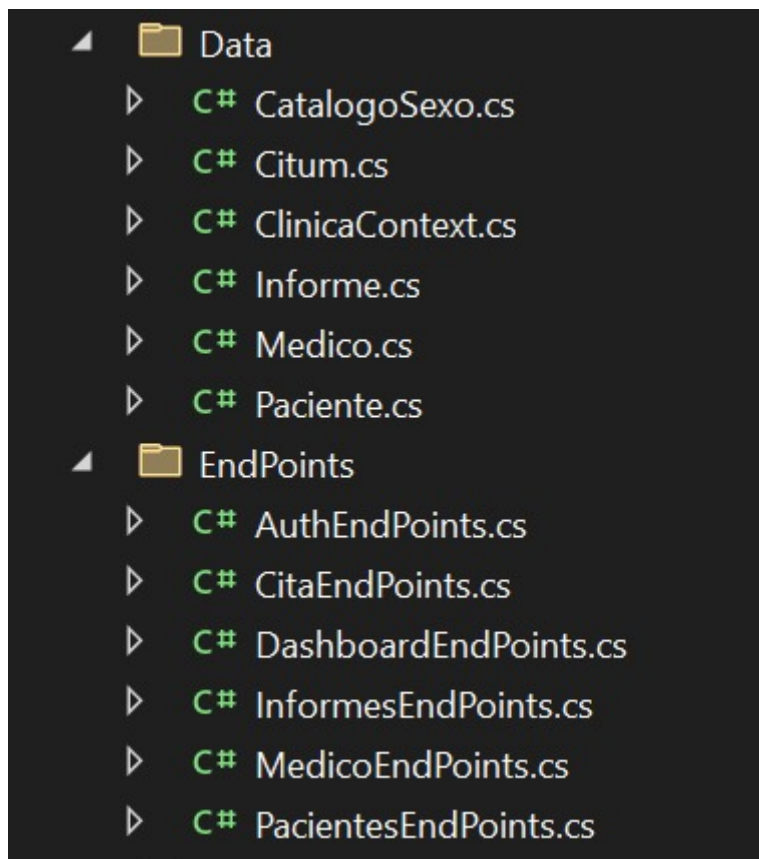 Data
C# CatalogoSexo.cs
C# Citum.cs
C# ClinicaContext.cs
C# Informe.cs
C# Medico.cs
C# Paciente.cs
EndPoints
C# AuthEndPoints.cs
C# CitaEndPoints.cs
C# DashboardEndPoints.cs
C# InformesEndPoints.cs
C# MedicoEndPoints.cs
C# PacientesEndPoints.cs